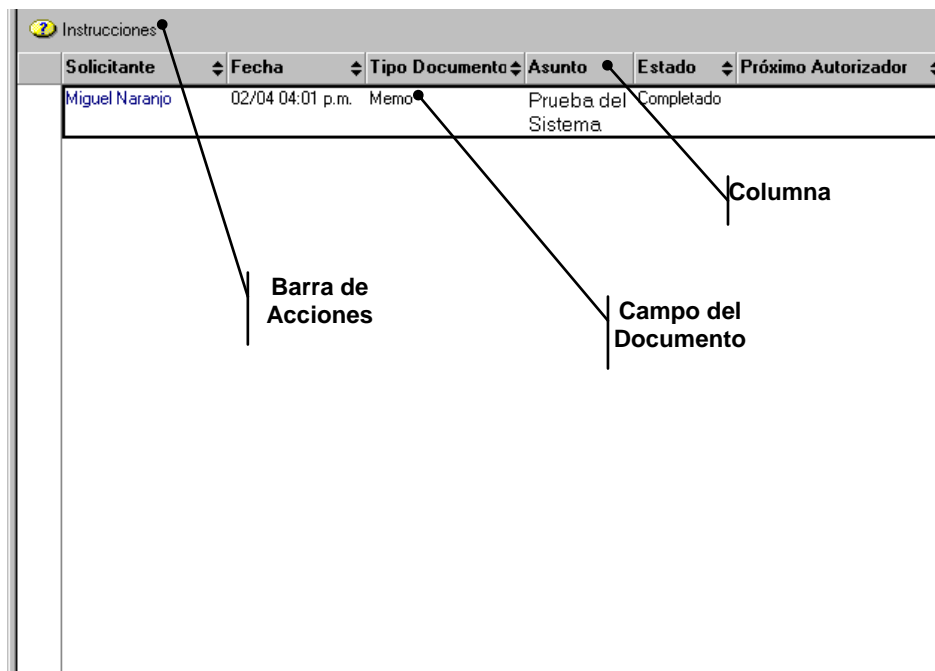 Instrucciones
Solicitante Fecha Tipo Documento Asunto Estado Próximo Autorizador
Miguel Naranjo 02/04 04:01 p.m. Memo Prueba del Completado
Sistema
Columna
Barra de
Acciones
Campo del
Documento